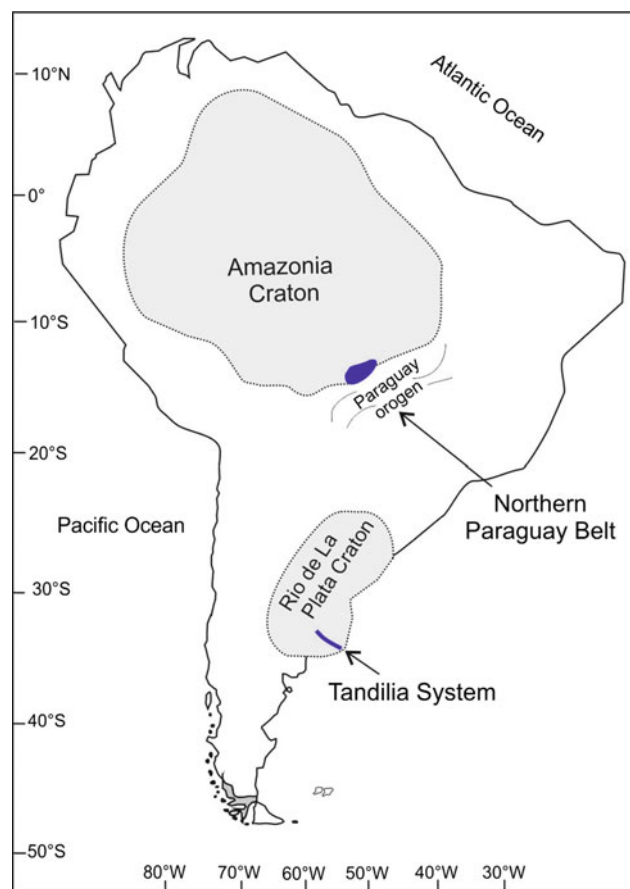 10°N
Atlantic Ocean
0°
Amazonia
Craton
10°S
Paraguay
orogen
20°S
Northern
Paraguay Belt
Pacific Ocean
Rio de La
Plata Craton
30°S
Tandilia System
40°S
50°S
80°W 70°W 60°W 50°W 40°W 30°W